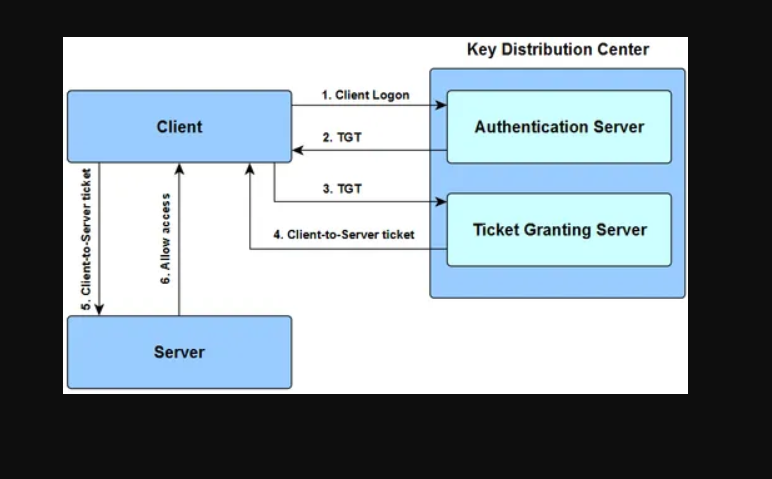 Key Distribution Center
1. Client Logon
Client
Authentication Server
2. TGT
3. TGT
Ticket Granting Server
4. Client-to-Server ticket
5. Client-to-Server ticket
6. Allow access
Server